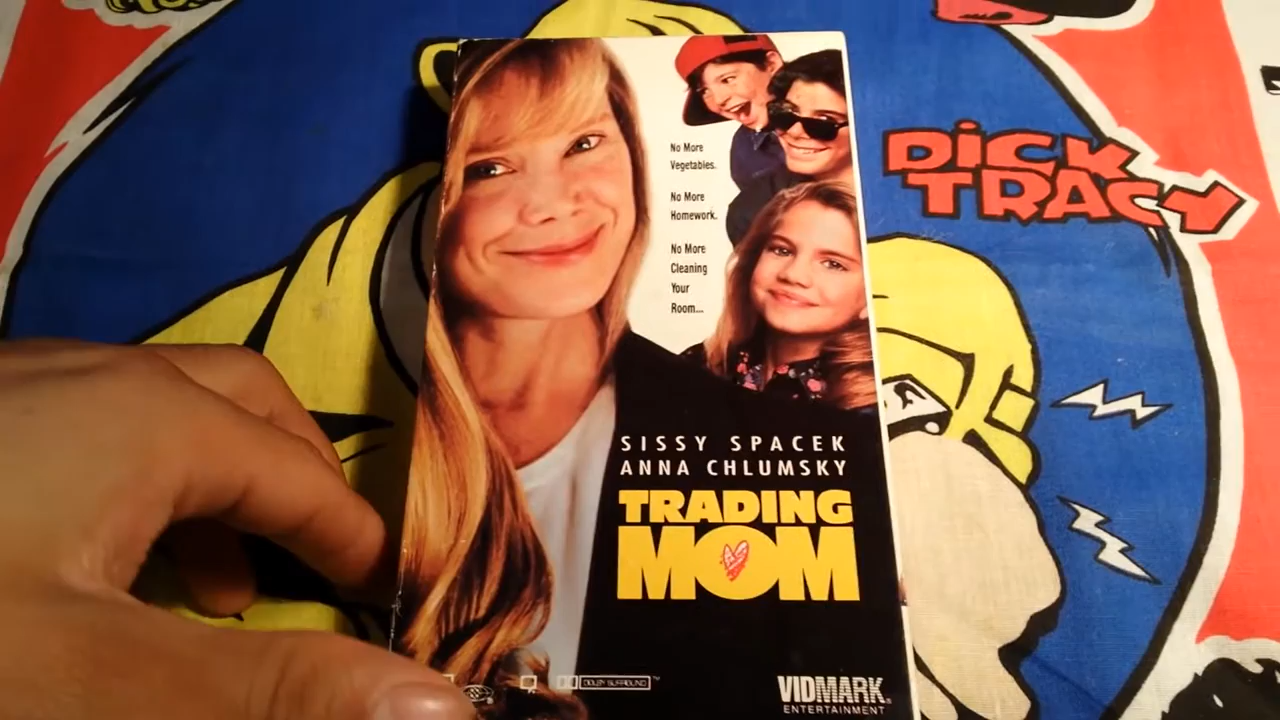 No More
Vegetables.
No More
Homework.
No More
Cleaning
Your
Room...
SISSY SPACEK
ANNA CHLUMSKY
TRADING
MOM
DOLBY SURROUND
TM
VIDMARK
ENTERTAINMENT
DICK
TRACY